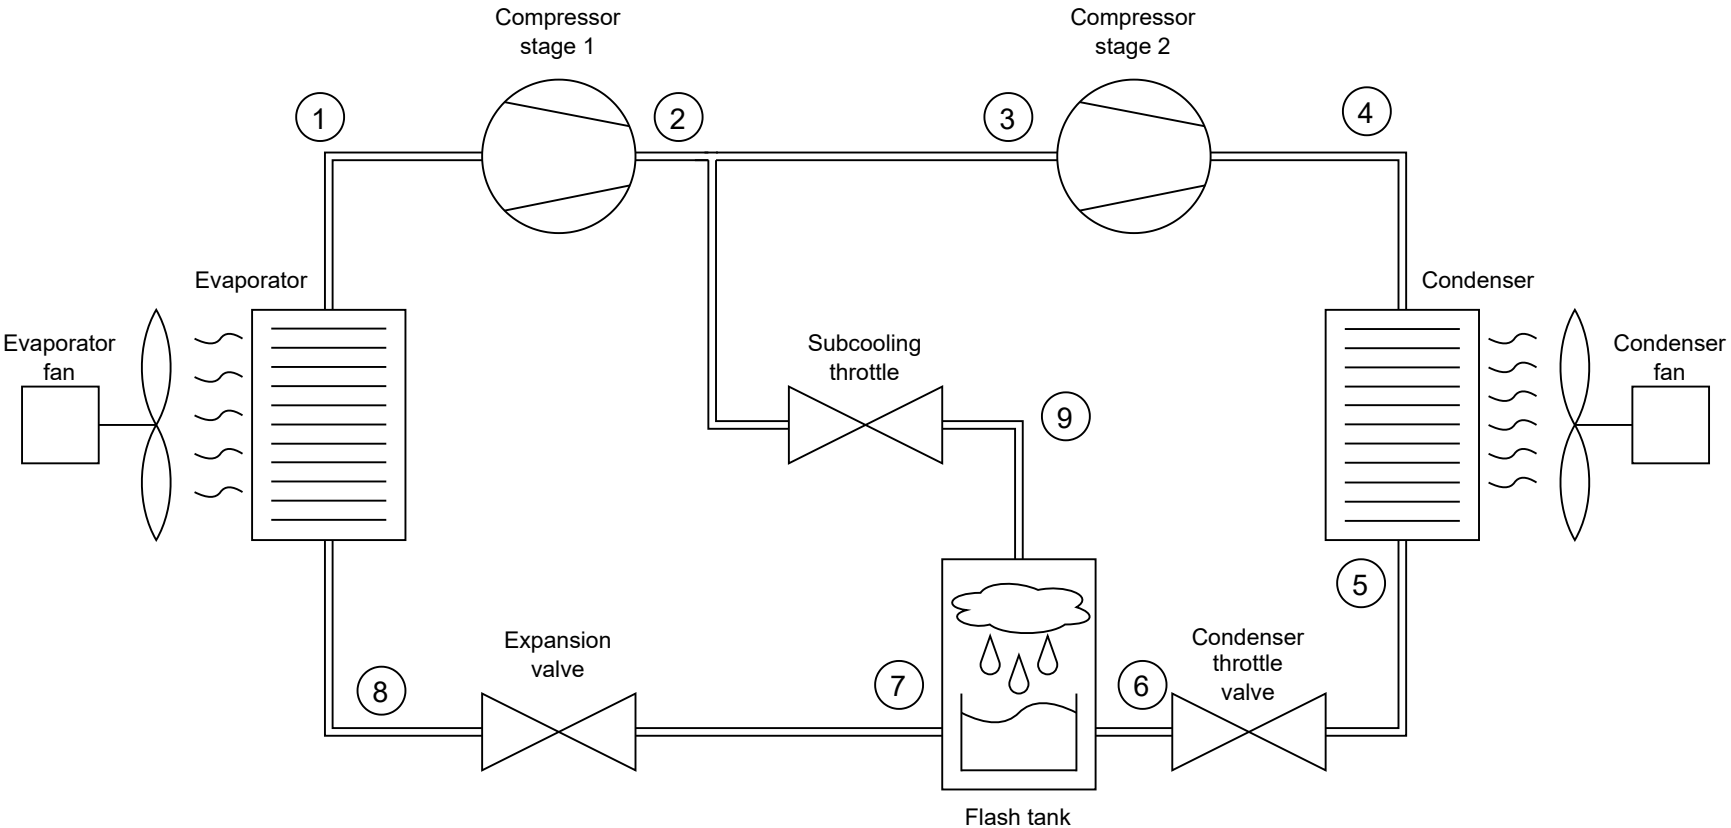 Compressor
stage 1
Compressor
stage 2
1
2
3
4
Evaporator
Condenser
Evaporator
fan
Subcooling
throttle
Condenser
fan
9
5
Expansion
valve
Condenser
throttle
valve
8
7
6
Flash tank